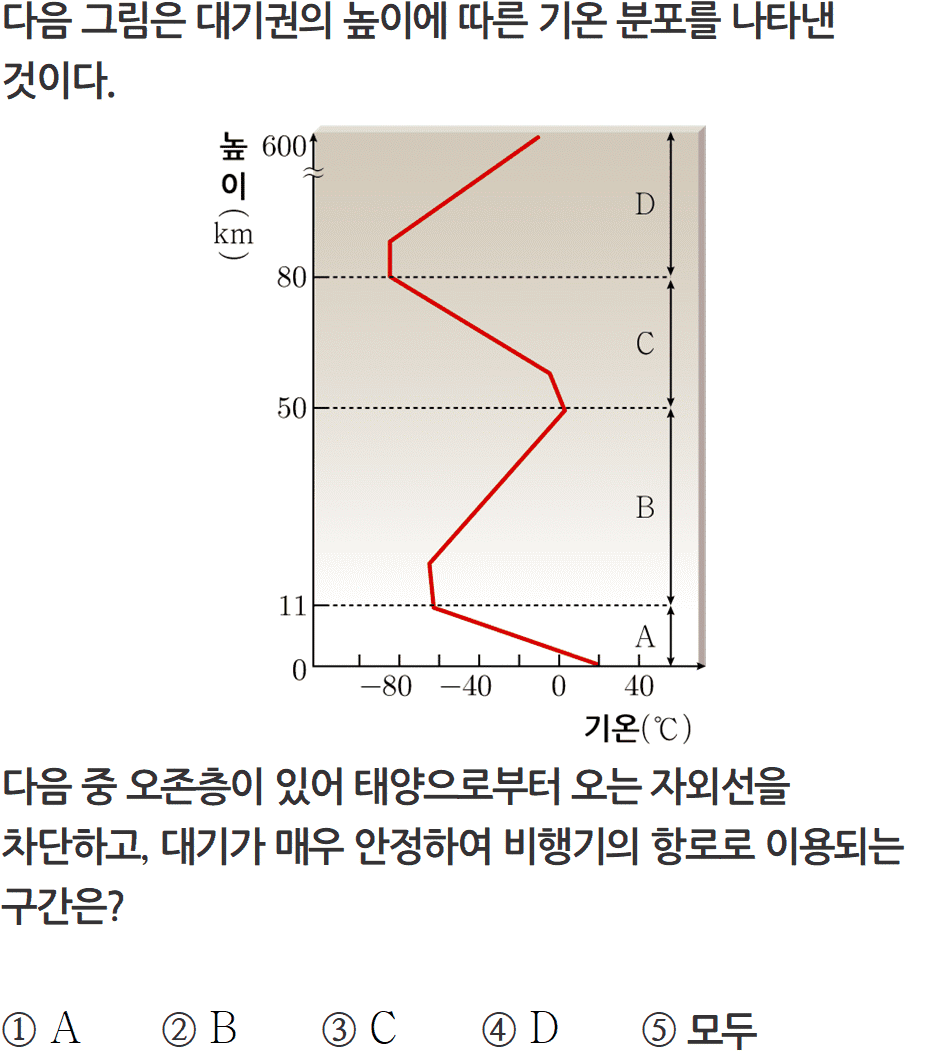 다음 그림은 대기권의 높이에 따른 기온 분포를 나타낸
것이다.
높이(km)
600
D
80
C
50
B
11
A
0
−80 −40 0 40
기온(℃)
다음 중 오존층이 있어 태양으로부터 오는 자외선을
차단하고, 대기가 매우 안정하여 비행기의 항로로 이용되는
구간은?
① A ② B ③ C ④ D ⑤ 모두